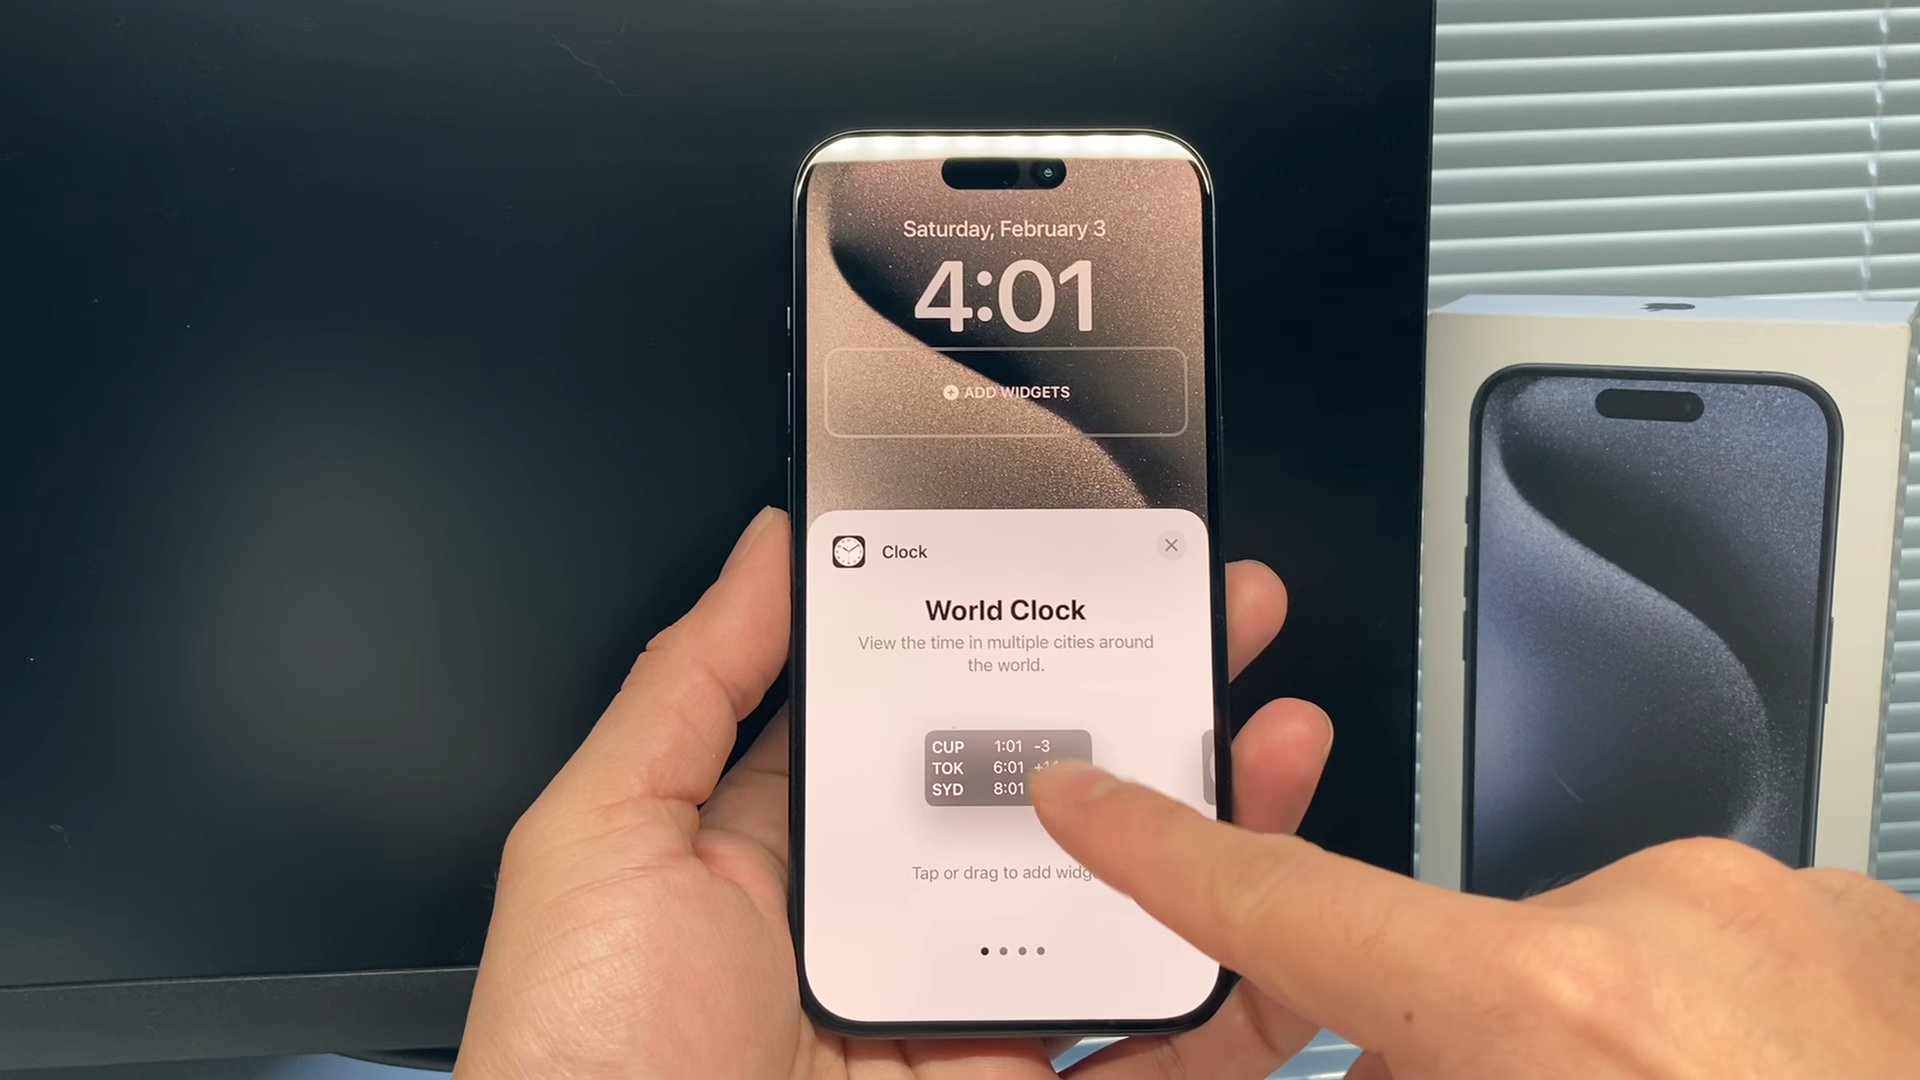 Saturday, February 3
4:01
ADD WIDGETS
Clock
World Clock
View the time in multiple cities around
the world.
CUP 1:01 -3
TOK 6:01
SYD 8:01
Tap or drag to add